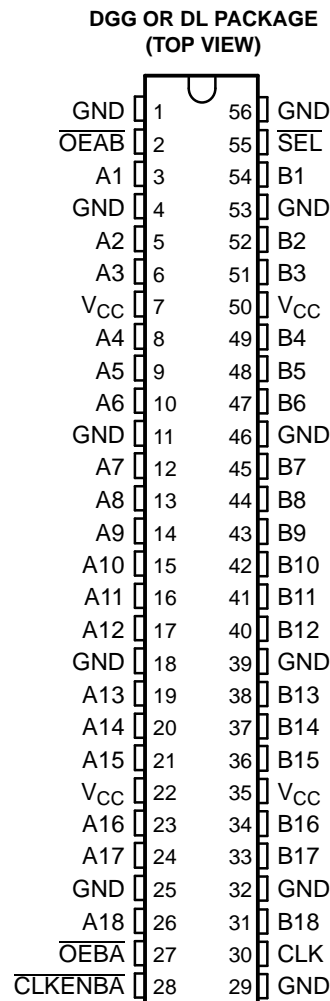 DGG OR DL PACKAGE
(TOP VIEW)
GND 1 56 GND
O̅E̅A̅B̅ 2 55 S̅E̅L̅
A1 3 54 B1
GND 4 53 GND
A2 5 52 B2
A3 6 51 B3
VCC 7 50 VCC
A4 8 49 B4
A5 9 48 B5
A6 10 47 B6
GND 11 46 GND
A7 12 45 B7
A8 13 44 B8
A9 14 43 B9
A10 15 42 B10
A11 16 41 B11
A12 17 40 B12
GND 18 39 GND
A13 19 38 B13
A14 20 37 B14
A15 21 36 B15
VCC 22 35 VCC
A16 23 34 B16
A17 24 33 B17
GND 25 32 GND
A18 26 31 B18
O̅E̅B̅A̅ 27 30 CLK
C̅L̅K̅E̅N̅B̅A̅ 28 29 GND